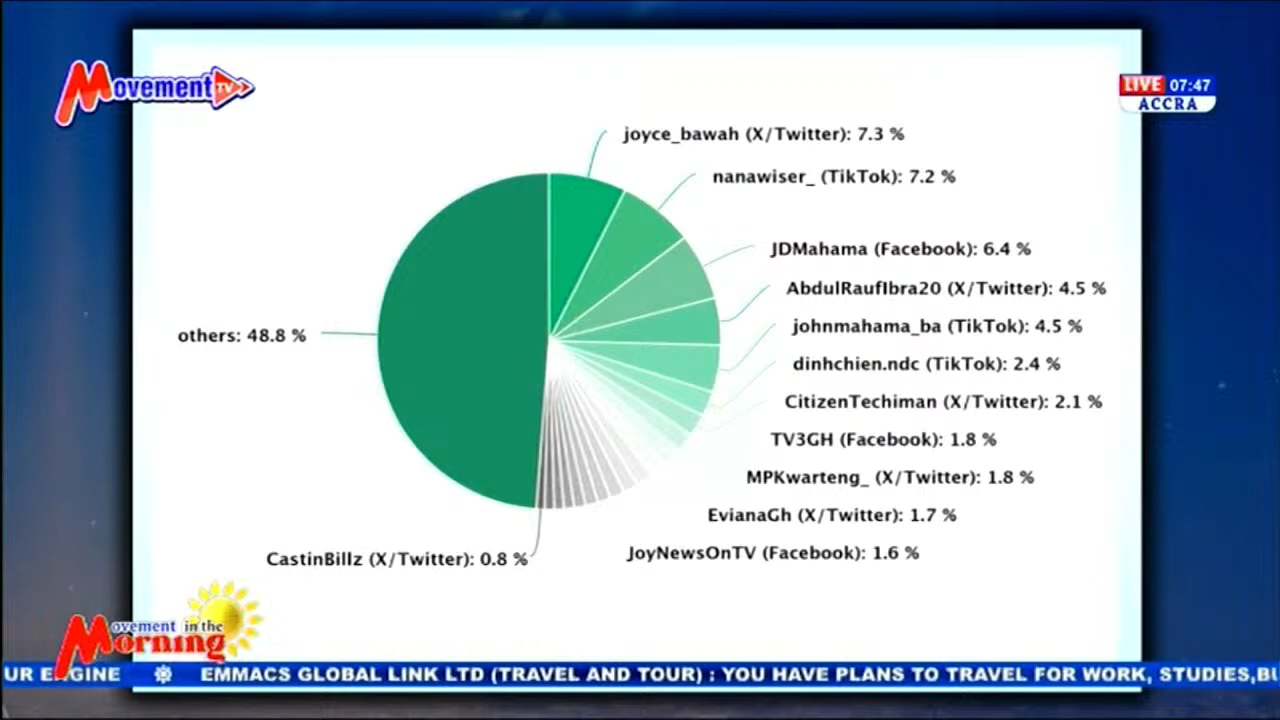 Movement TV
LIVE 07:47
ACCRA
joyce_bawah (X/Twitter): 7.3 %
nanawiser_ (TikTok): 7.2 %
JDMahama (Facebook): 6.4 %
AbdulRaufIbra20 (X/Twitter): 4.5 %
johnmahama_ba (TikTok): 4.5 %
dinhchien.ndc (TikTok): 2.4 %
CitizenTechiman (X/Twitter): 2.1 %
TV3GH (Facebook): 1.8 %
MPKwarteng_ (X/Twitter): 1.8 %
EvianaGh (X/Twitter): 1.7 %
JoyNewsOnTV (Facebook): 1.6 %
others: 48.8 %
CastinBillz (X/Twitter): 0.8 %
Movement in the
Morning
UR ENGINE EMMACS GLOBAL LINK LTD (TRAVEL AND TOUR) : YOU HAVE PLANS TO TRAVEL FOR WORK, STUDIES,